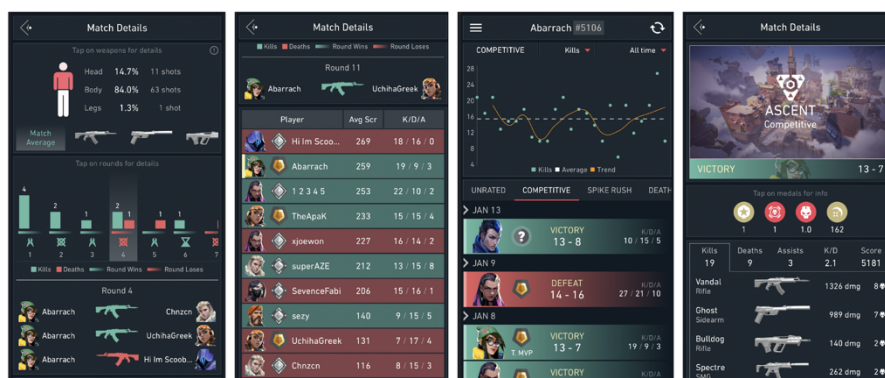 Match Details
Tap on weapons for details
Head 14.7% 11 shots
Body 84.0% 63 shots
Legs 1.3% 1 shot
Match
Average
Tap on rounds for details
4
2
1
2
1
1
1
1 2 3 4 5 6 7
Kills Deaths Round Wins Round Loses
Round 4
Abarrach Chnzcn
Abarrach UchihaGreek
Abarrach Hi Im Scoob...
Match Details
Kills Deaths Round Wins Round Loses
Round 11
Abarrach UchihaGreek
Player Avg Scr K/D/A
Hi Im Scoo... 269 18 / 16 / 0
Abarrach 259 19 / 9 / 3
1 2 3 4 5 253 22 / 10 / 2
TheApaK 233 15 / 15 / 4
xjoewon 227 16 / 14 / 2
superAZE 212 13 / 15 / 8
SevenceFabi 206 15 / 16 / 1
sezy 140 9 / 15 / 5
UchihaGreek 131 7 / 17 / 4
Chnzcn 116 8 / 15 / 3
Abarrach #5106
COMPETITIVE Kills All time
28
24
20
16
12
8
4
Kills Average Trend
UNRATED COMPETITIVE SPIKE RUSH DEATH
JAN 13
? VICTORY K/D/A
13 - 8 10 / 15 / 5
JAN 9
DEFEAT K/D/A
14 - 16 27 / 21 / 10
JAN 8
VICTORY K/D/A
T. MVP 13 - 7 19 / 9 / 3
VICTORY K/D/A
Match Details
ASCENT
Competitive
VICTORY 13 - 7
Tap on medals for info
1 1 1.0 162
Kills Deaths Assists K/D Score
19 9 3 2.1 5181
Vandal 1326 dmg 8
Rifle
Ghost 989 dmg 7
Sidearm
Bulldog 140 dmg 2
Rifle
Spectre 262 dmg 2
SMG